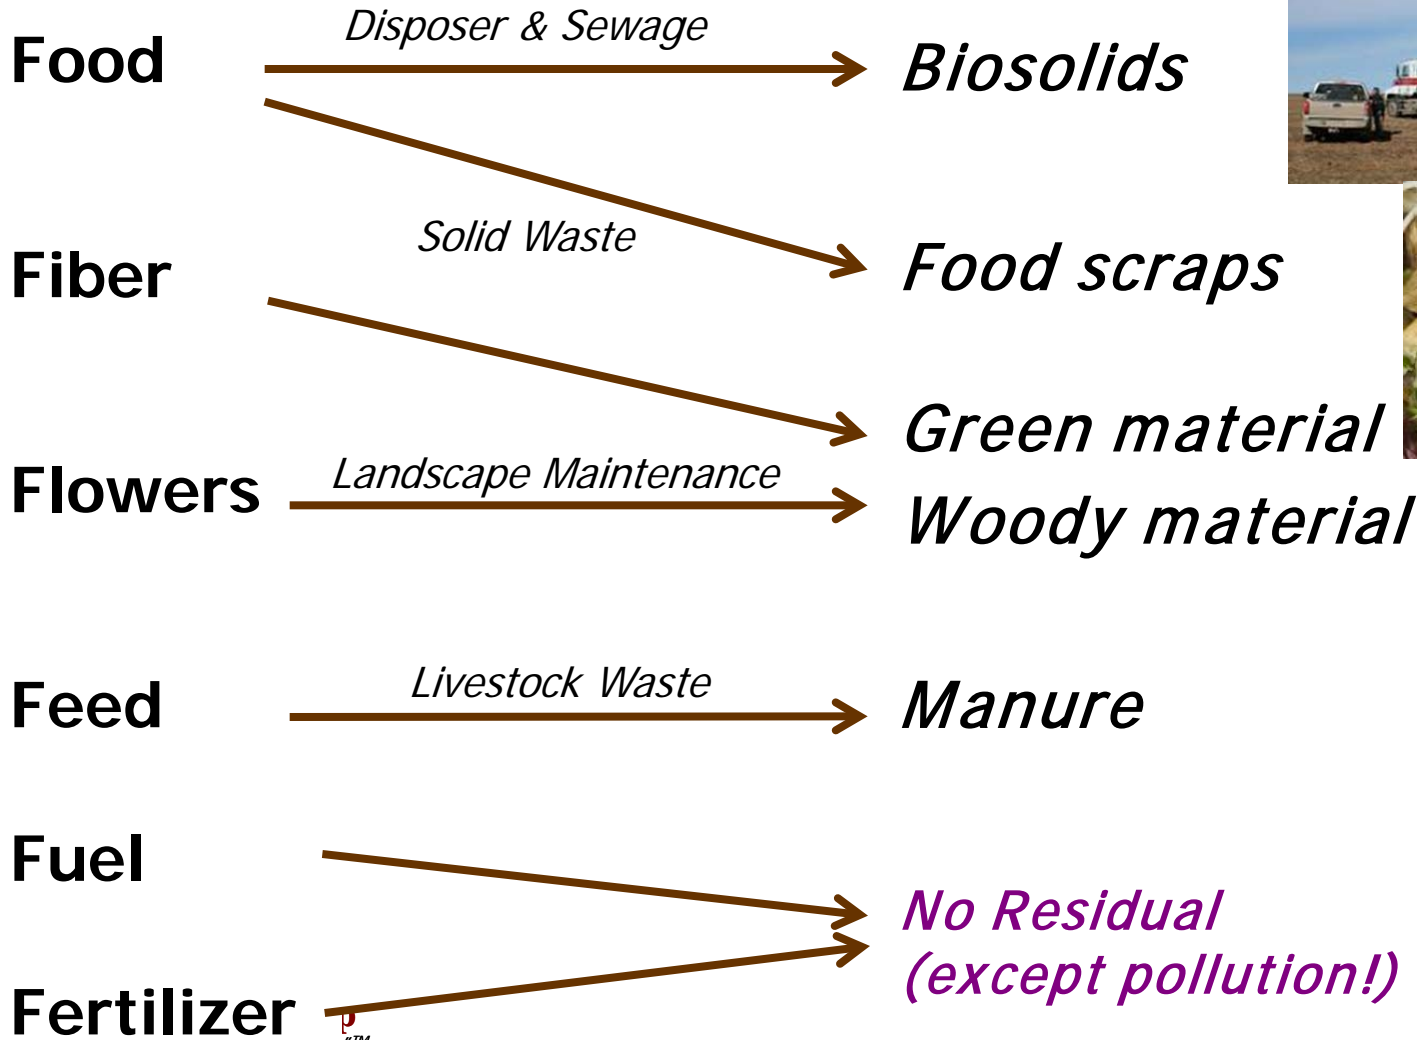 Disposer & Sewage
Food
Biosolids
Solid Waste
Fiber
Food scraps
Green material
Landscape Maintenance
Flowers
Woody material
Livestock Waste
Feed
Manure
Fuel
No Residual
(except pollution!)
Fertilizer
p
"TM